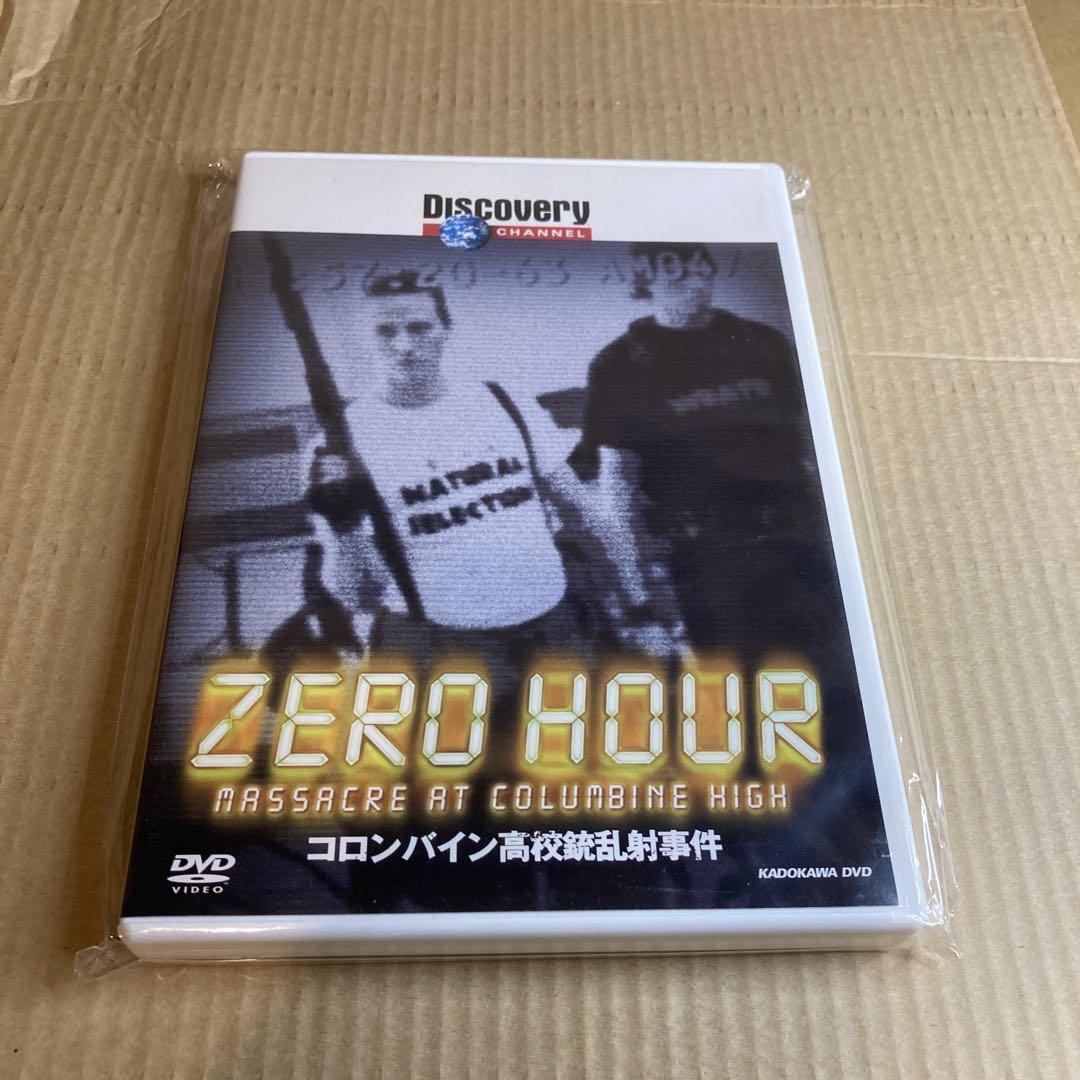 Discovery
CHANNEL
NATURAL
SELECTION
WRATH
ZERO HOUR
MASSACRE AT COLUMBINE HIGH
コロンバイン高校銃乱射事件
DVD
VIDEO
KADOKAWA DVD